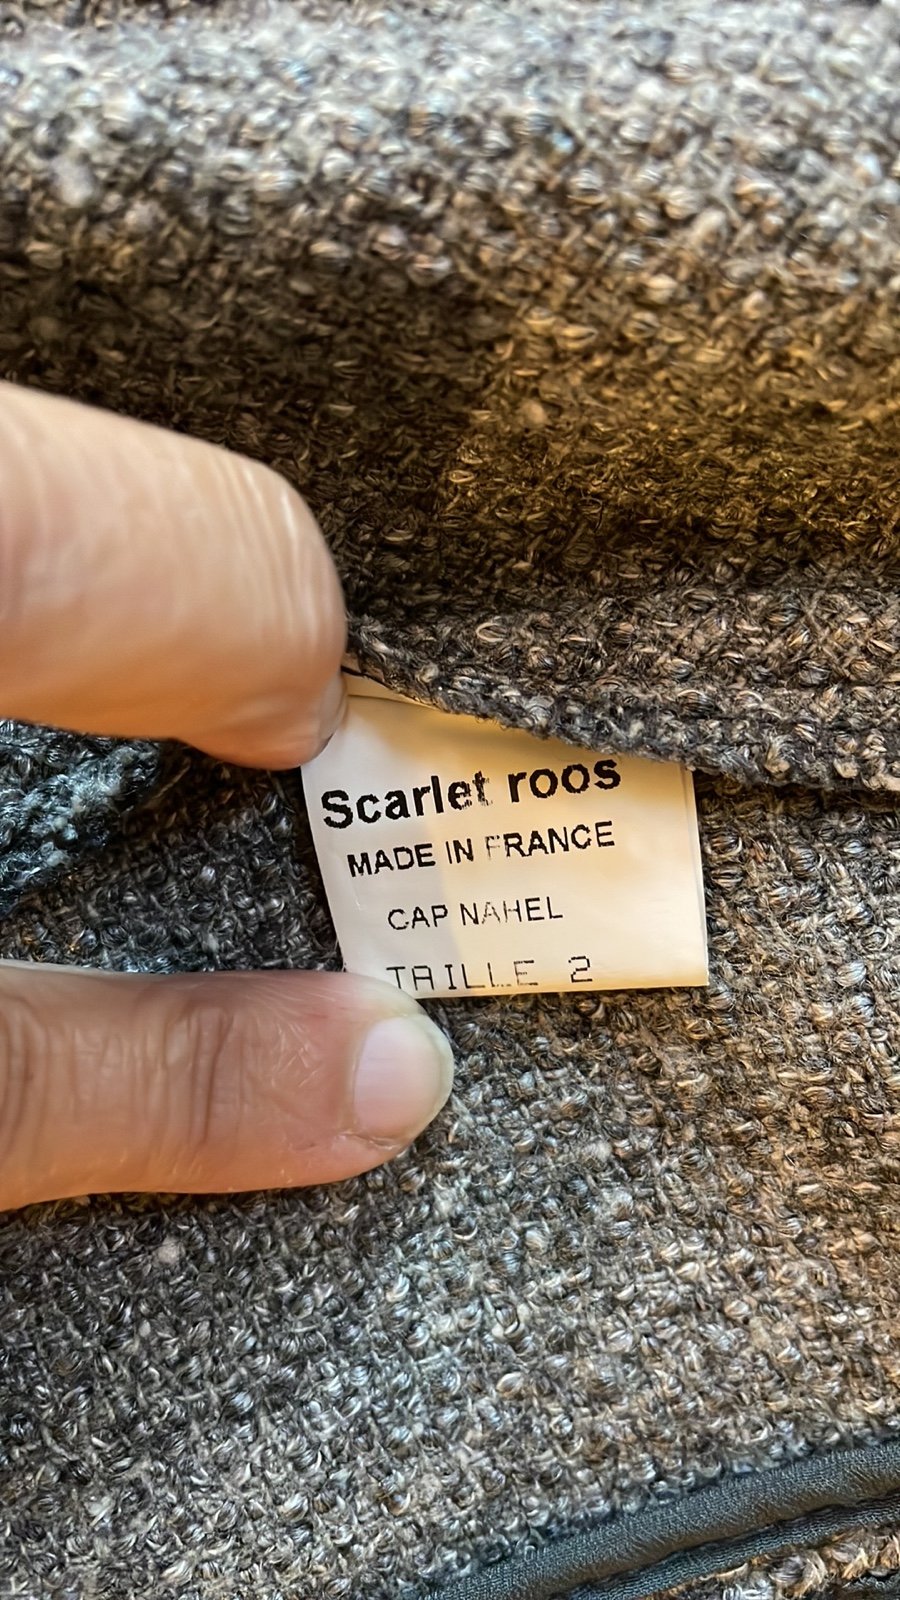 Scarlet roos
MADE IN FRANCE
CAP NAHEL
TAILLE 2